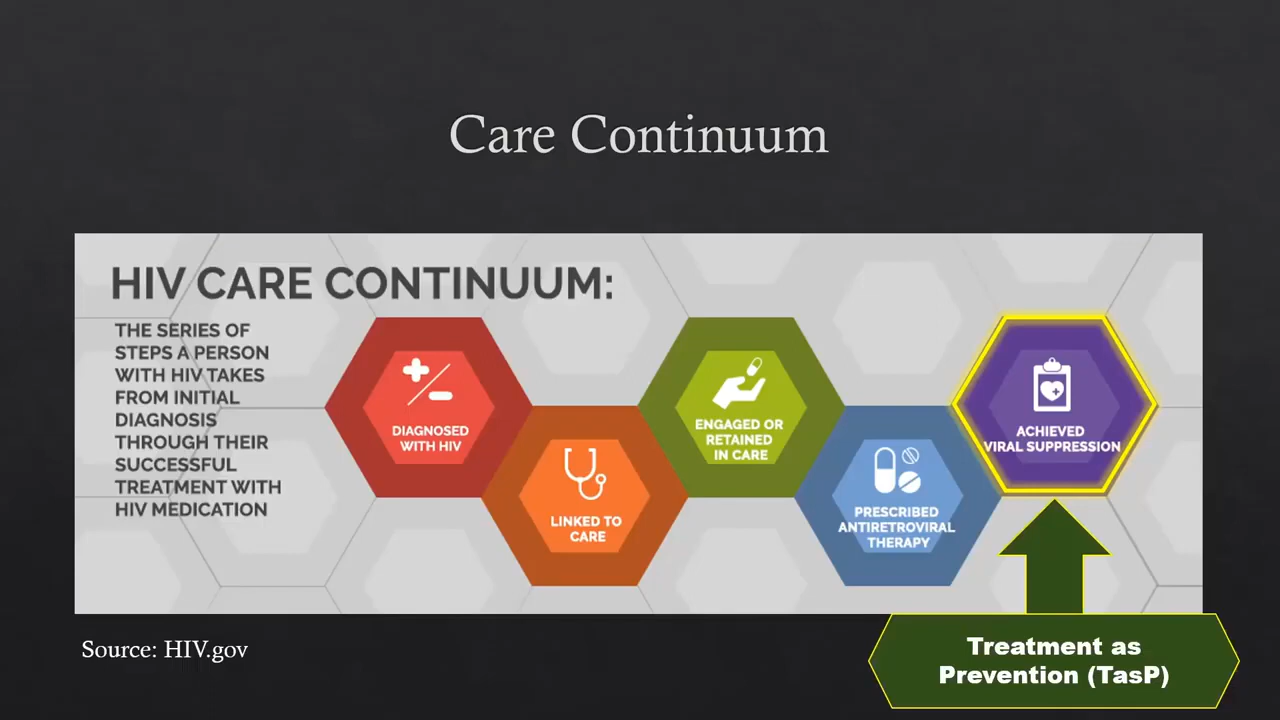 Care Continuum
HIV CARE CONTINUUM:
THE SERIES OF
STEPS A PERSON
WITH HIV TAKES
FROM INITIAL
DIAGNOSIS
THROUGH THEIR
SUCCESSFUL
TREATMENT WITH
HIV MEDICATION
DIAGNOSED
WITH HIV
LINKED TO
CARE
ENGAGED OR
RETAINED
IN CARE
PRESCRIBED
ANTIRETROVIRAL
THERAPY
ACHIEVED
VIRAL SUPPRESSION
Source: HIV.gov
Treatment as
Prevention (TasP)